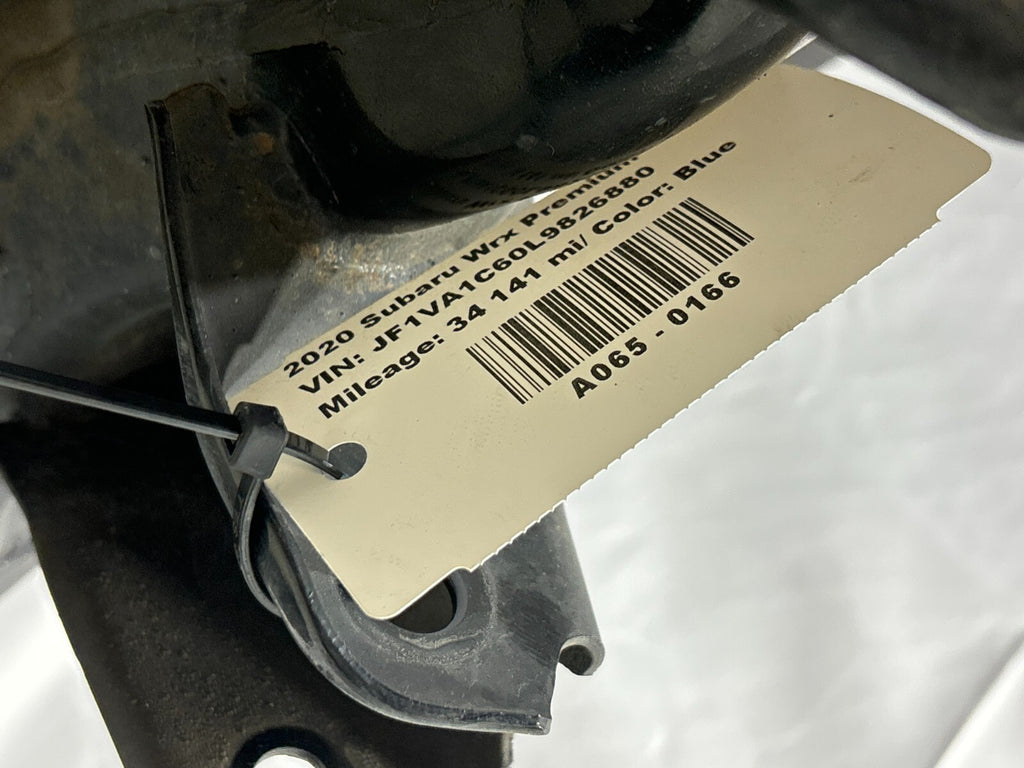 2020 Subaru Wrx Premium
VIN: JF1VA1C60L9826880
Mileage: 34 141 mi/ Color: Blue
A065 - 0166